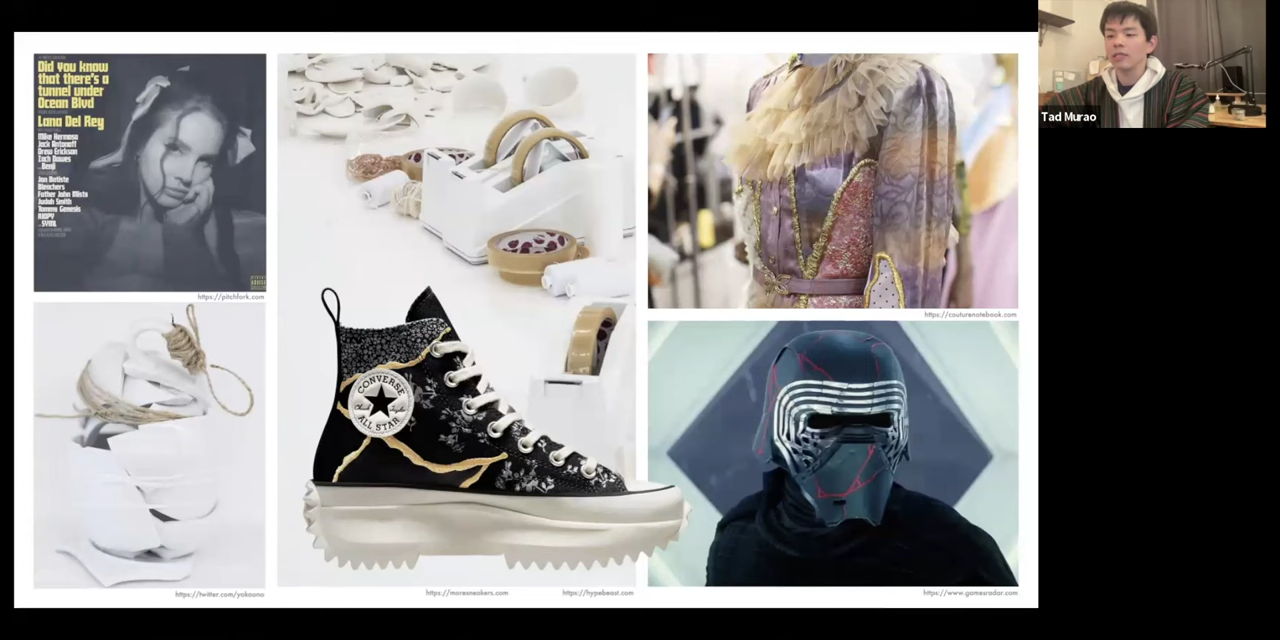 Did you know
that there's a
tunnel under
Ocean Blvd
Lana Del Rey
Mike Hermosa
Jack Antonoff
Drew Erickson
Zach Dawes
Benji
Jon Batiste
Bleachers
Father John Misty
Judah Smith
Tommy Genesis
RIOPY
SYML
https://pitchfork.com
https://twitter.com/yokoono
CONVERSE
ALL STAR
https://moresneakers.com
https://hypebeast.com
https://couturenotebook.com
https://www.gamesradar.com
Tad Murao